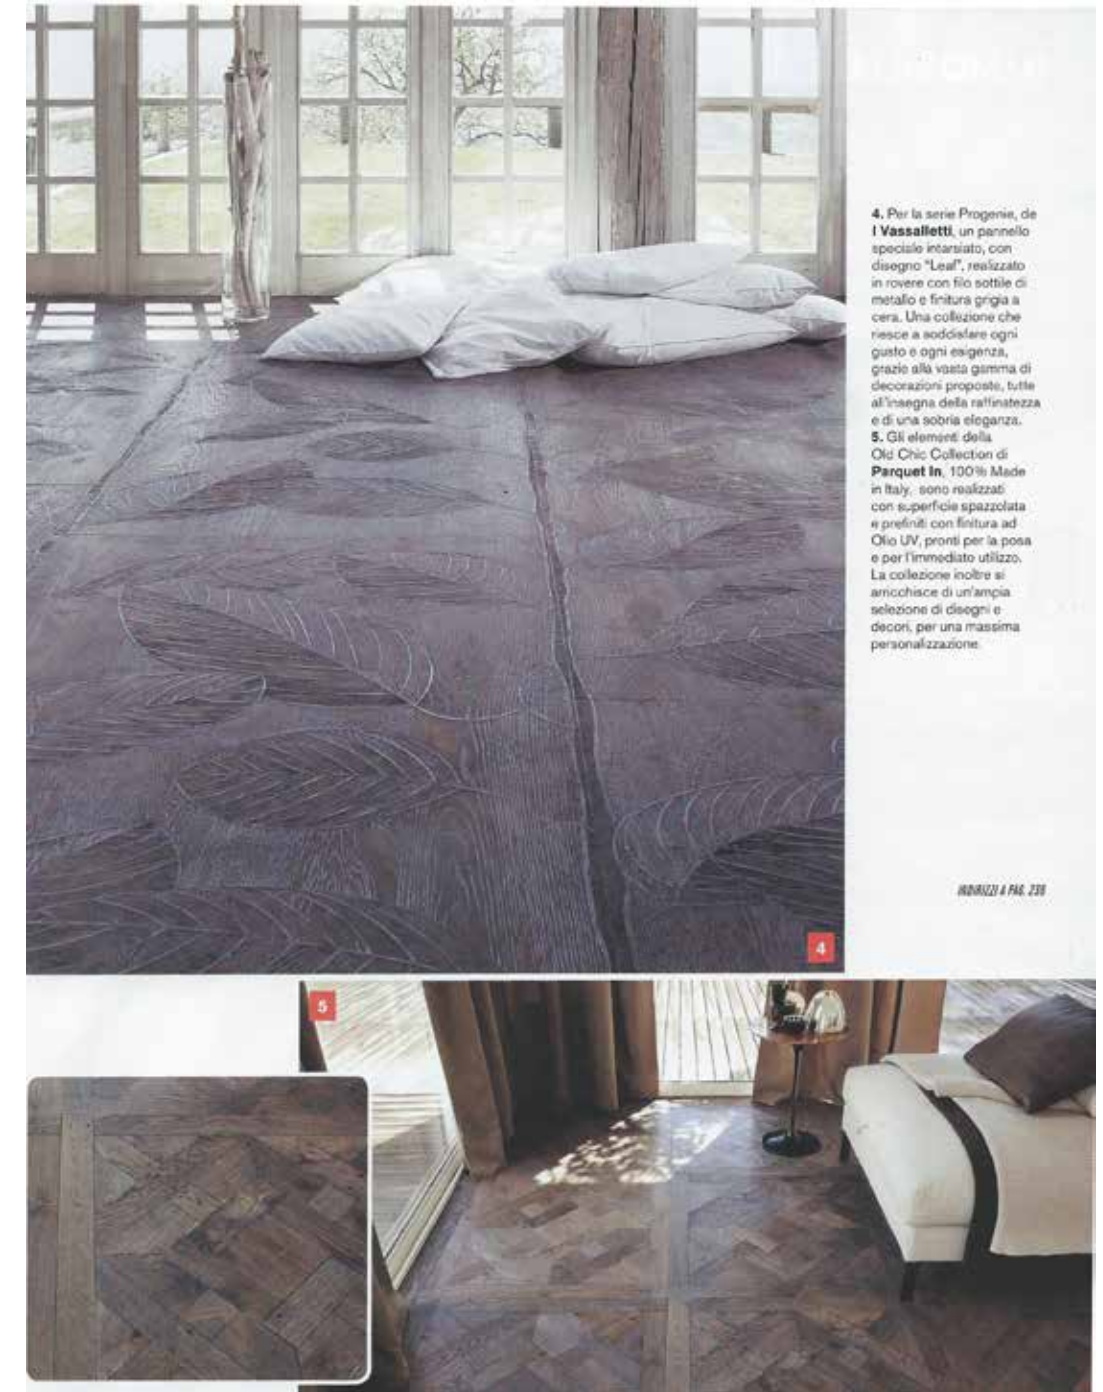 4. Per la serie Progenie, de
I Vassalletti, un pannello
speciale intarsiato, con
disegno "Leaf", realizzato
in rovere con filo sottile di
metallo e finitura grigia a
cera. Una collezione che
riesce a soddisfare ogni
gusto e ogni esigenza,
grazie alla vasta gamma di
decorazioni proposte, tutte
all'insegna della raffinatezza
e di una sobria eleganza.
5. Gli elementi della
Old Chic Collection di
Parquet In, 100% Made
in Italy, sono realizzati
con superficie spazzolata
e prefiniti con finitura ad
Olio UV, pronti per la posa
e per l'immediato utilizzo.
La collezione inoltre si
arricchisce di un'ampia
selezione di disegni e
decori, per una massima
personalizzazione.
INDIRIZZI A PAG.
4
5